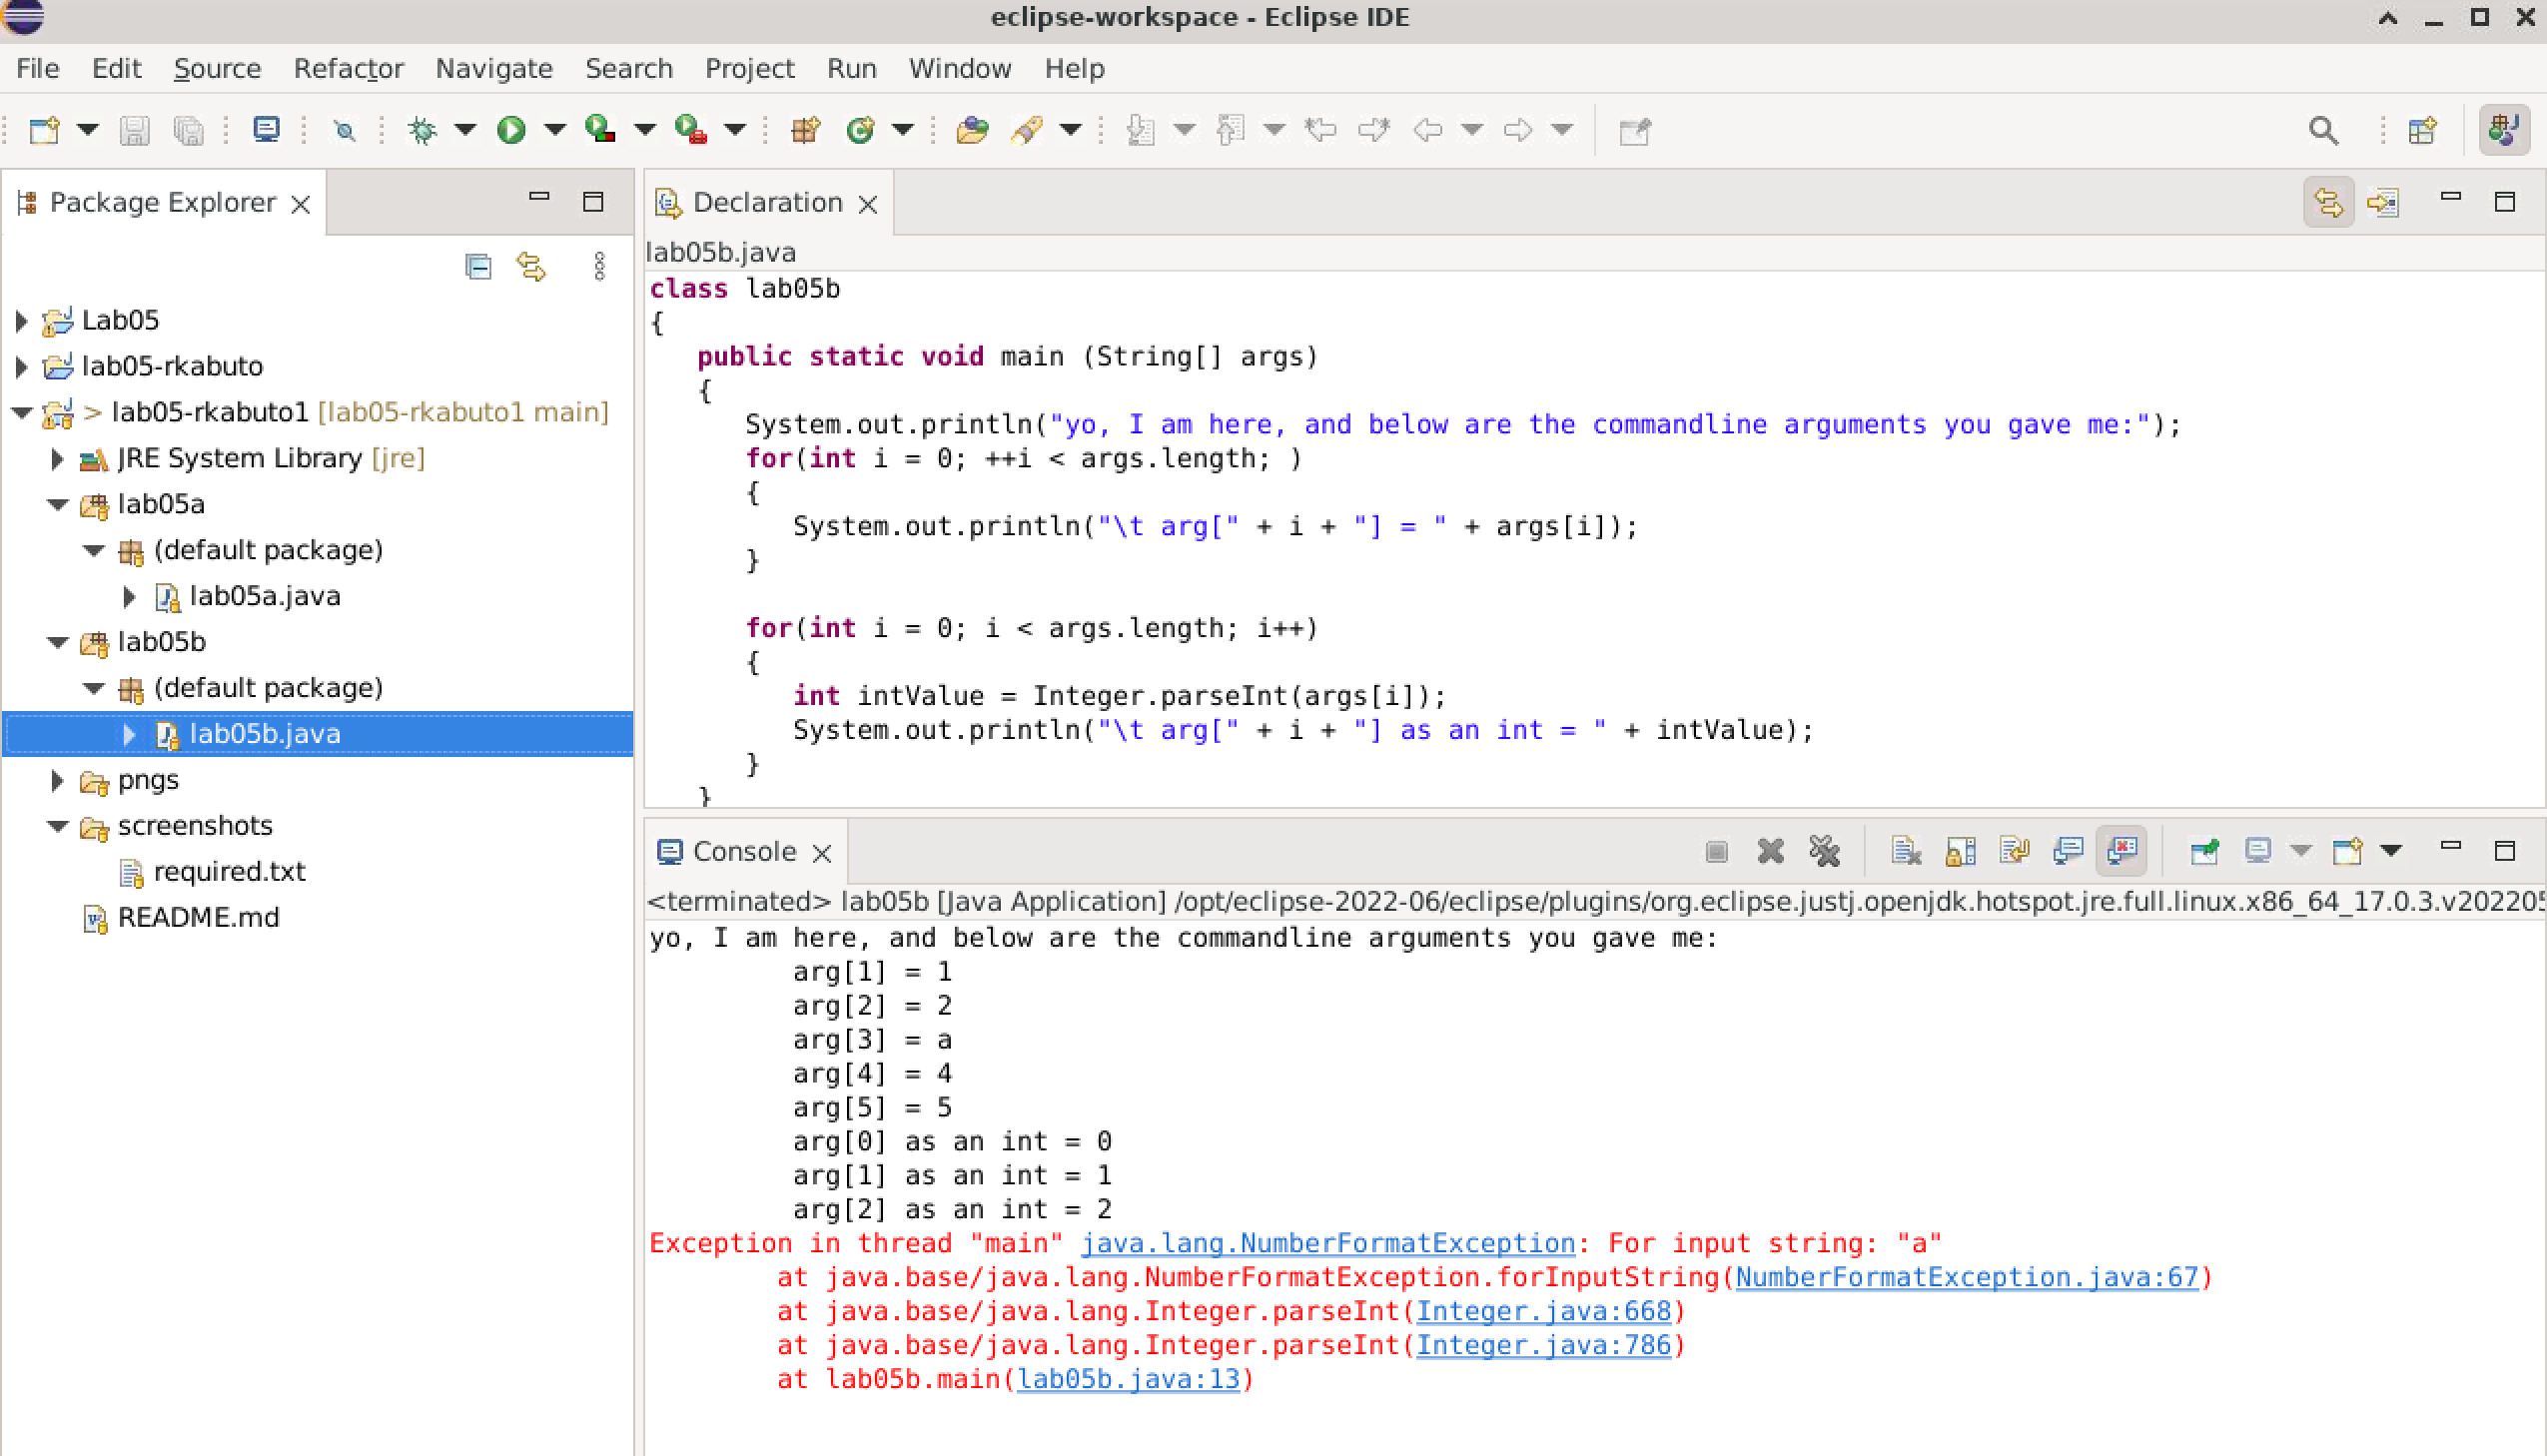 eclipse-workspace - Eclipse IDE
File Edit Source Refactor Navigate Search Project Run Window Help
Package Explorer
Lab05
lab05-rkabuto
> lab05-rkabuto1 [lab05-rkabuto1 main]
JRE System Library [jre]
lab05a
(default package)
lab05a.java
lab05b
(default package)
lab05b.java
pngs
screenshots
required.txt
README.md
Declaration
lab05b.java
class lab05b
{
public static void main (String[] args)
{
System.out.println("yo, I am here, and below are the commandline arguments you gave me:");
for(int i = 0; ++i < args.length; )
{
System.out.println("\t arg[" + i + "] = " + args[i]);
}
for(int i = 0; i < args.length; i++)
{
int intValue = Integer.parseInt(args[i]);
System.out.println("\t arg[" + i + "] as an int = " + intValue);
}
}
Console
<terminated> lab05b [Java Application] /opt/eclipse-2022-06/eclipse/plugins/org.eclipse.justj.openjdk.hotspot.jre.full.linux.x86_64_17.0.3.v202205
yo, I am here, and below are the commandline arguments you gave me:
arg[1] = 1
arg[2] = 2
arg[3] = a
arg[4] = 4
arg[5] = 5
arg[0] as an int = 0
arg[1] as an int = 1
arg[2] as an int = 2
Exception in thread "main" java.lang.NumberFormatException: For input string: "a"
at java.base/java.lang.NumberFormatException.forInputString(NumberFormatException.java:67)
at java.base/java.lang.Integer.parseInt(Integer.java:668)
at java.base/java.lang.Integer.parseInt(Integer.java:786)
at lab05b.main(lab05b.java:13)